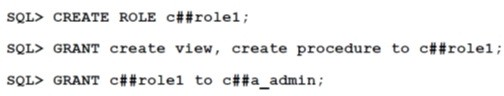 SQL> CREATE ROLE c##role1;
SQL> GRANT create view, create procedure to c##role1;
SQL> GRANT c##role1 to c##a_admin;